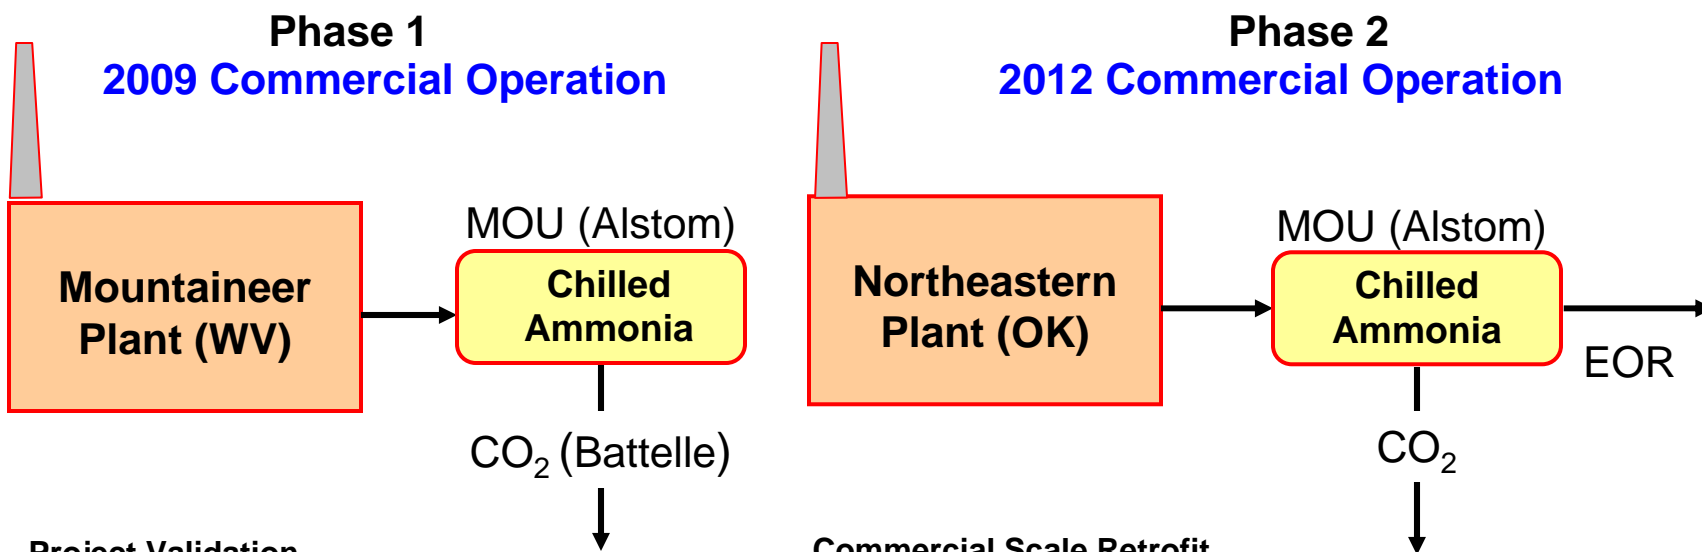 Phase 1
2009 Commercial Operation
MOU (Alstom)
Mountaineer
Plant (WV)
Chilled
Ammonia
CO₂ (Battelle)
Project Validation
Phase 2
2012 Commercial Operation
MOU (Alstom)
Northeastern
Plant (OK)
Chilled
Ammonia
EOR
CO₂
Commercial Scale Retrofit